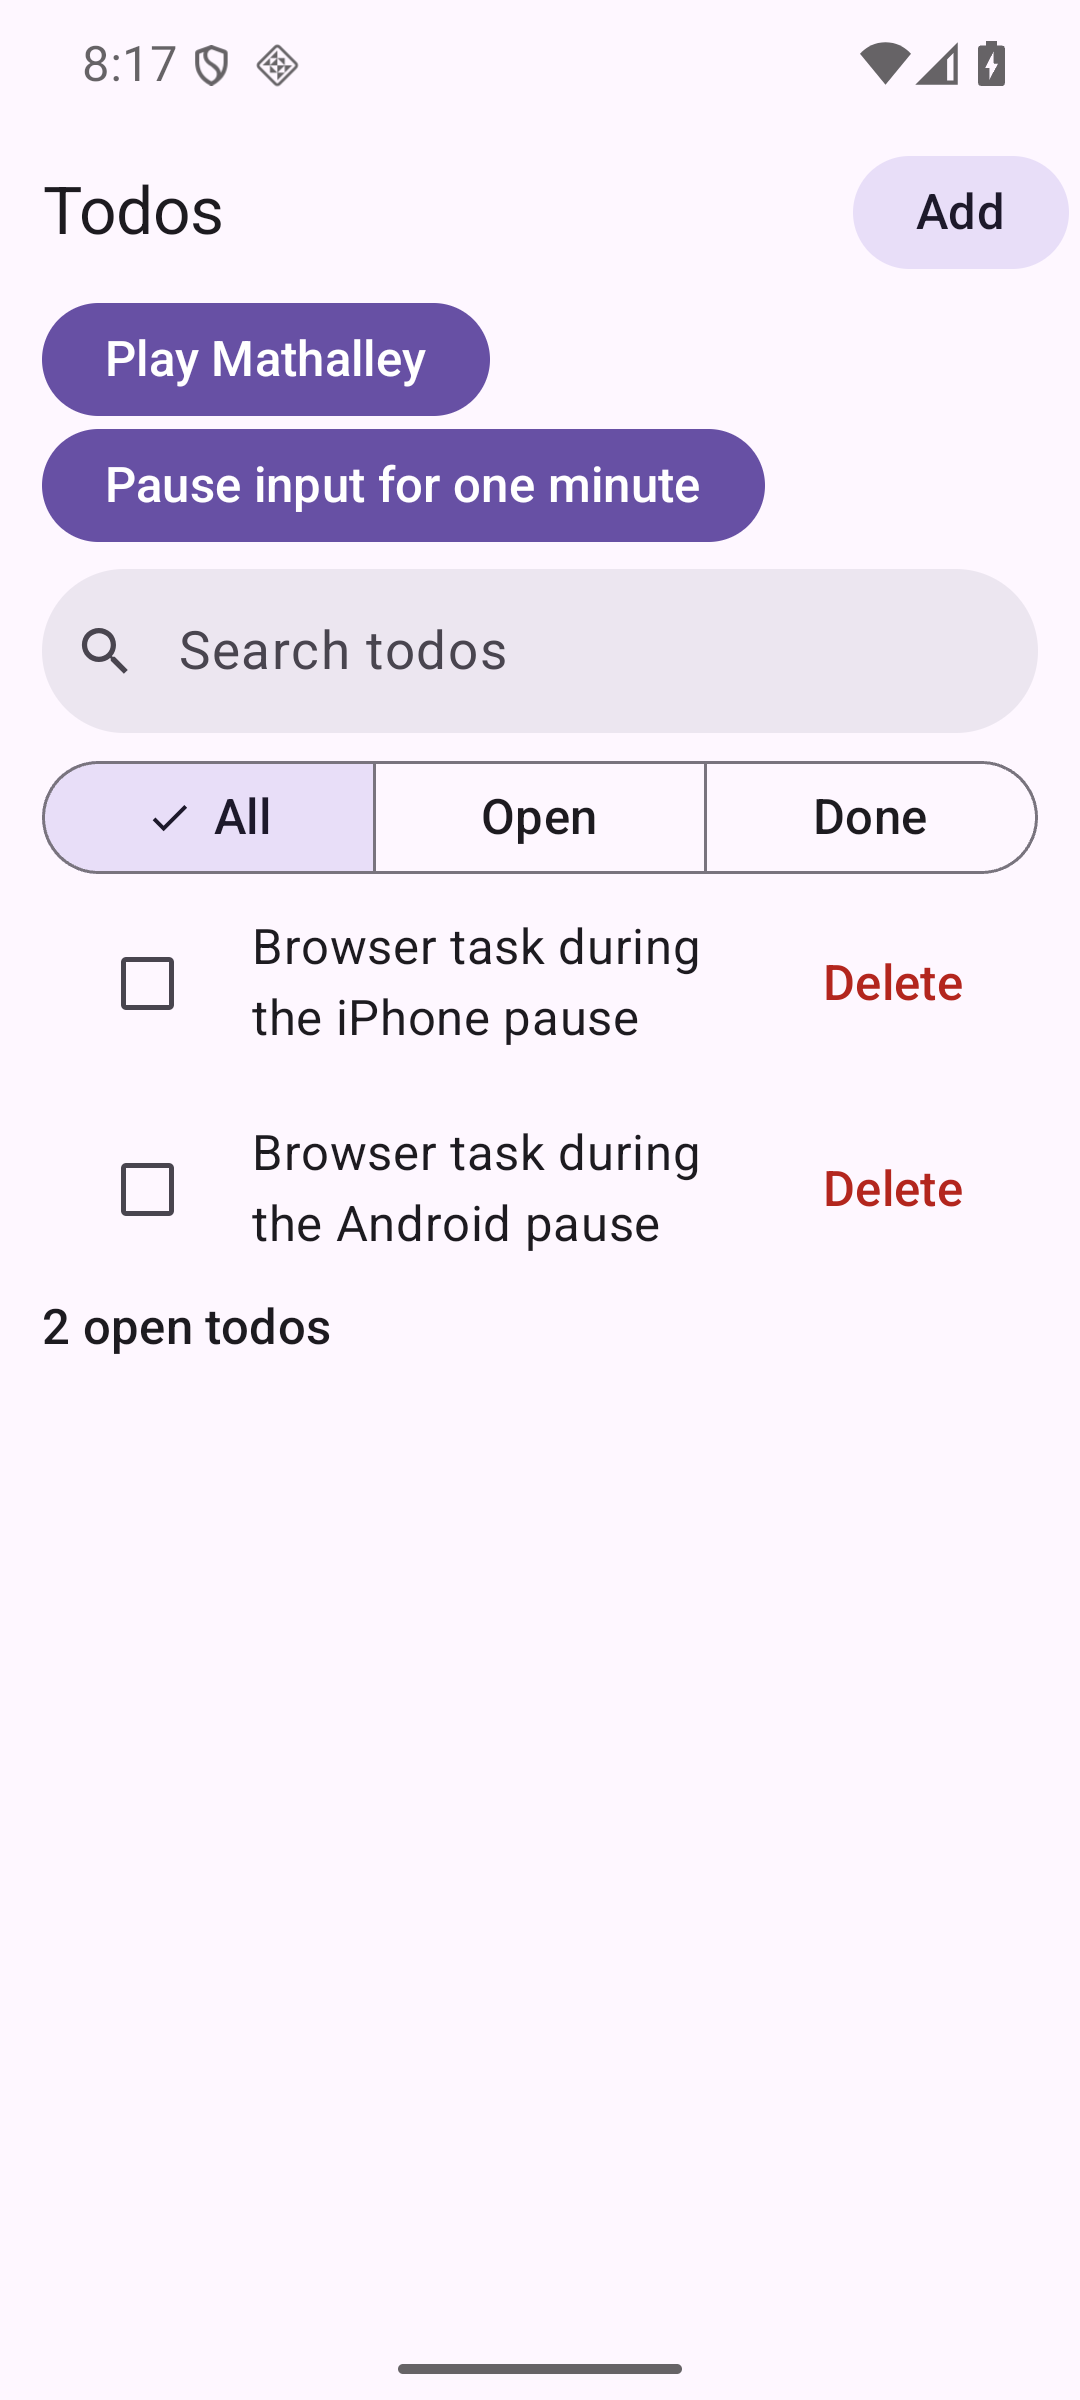 8:17
Todos
Add
Play Mathalley
Pause input for one minute
Search todos
All
Open
Done
Browser task during
the iPhone pause
Delete
Browser task during
the Android pause
Delete
2 open todos